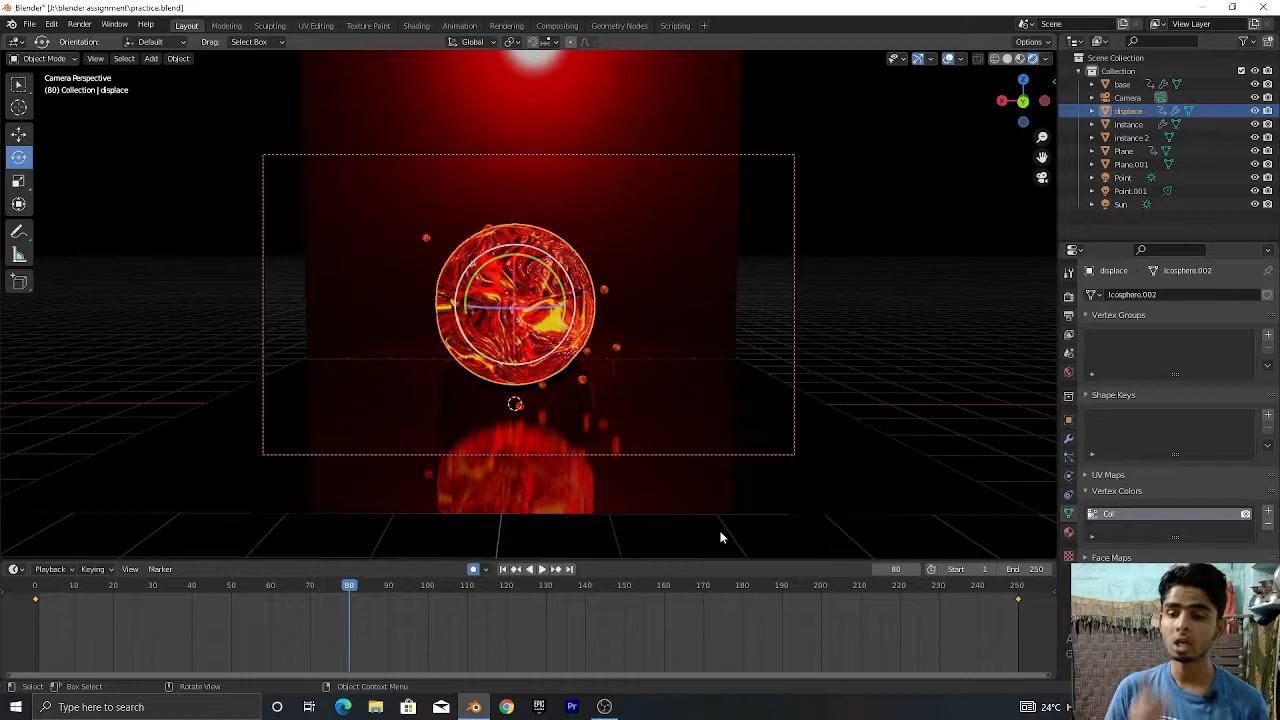 Blender* [J:\blender assignment\practice.blend]
File Edit Render Window Help Layout Modeling Sculpting UV Editing Texture Paint Shading Animation Rendering Compositing Geometry Nodes Scripting Scene View Layer
Orientation: Default Drag: Select Box Global Options
Object Mode View Select Add Object
Camera Perspective
(80) Collection | displace
Z
Y
Scene Collection
Collection
base
Camera
displace
instance
instance 2
Plane
Plane.001
Point
Point.001
Sun
displace Icosphere.002
Icosphere.002
Vertex Groups
Shape Keys
UV Maps
Vertex Colors
Col
Face Maps
Playback Keying View Marker 80 Start 1 End 250
0 10 20 30 40 50 60 70 80 90 100 110 120 130 140 150 160 170 180 190 200 210 220 230 240 250
Select Box Select Rotate View Object Context Menu
Type here to search
EPIC
Pr
24°C